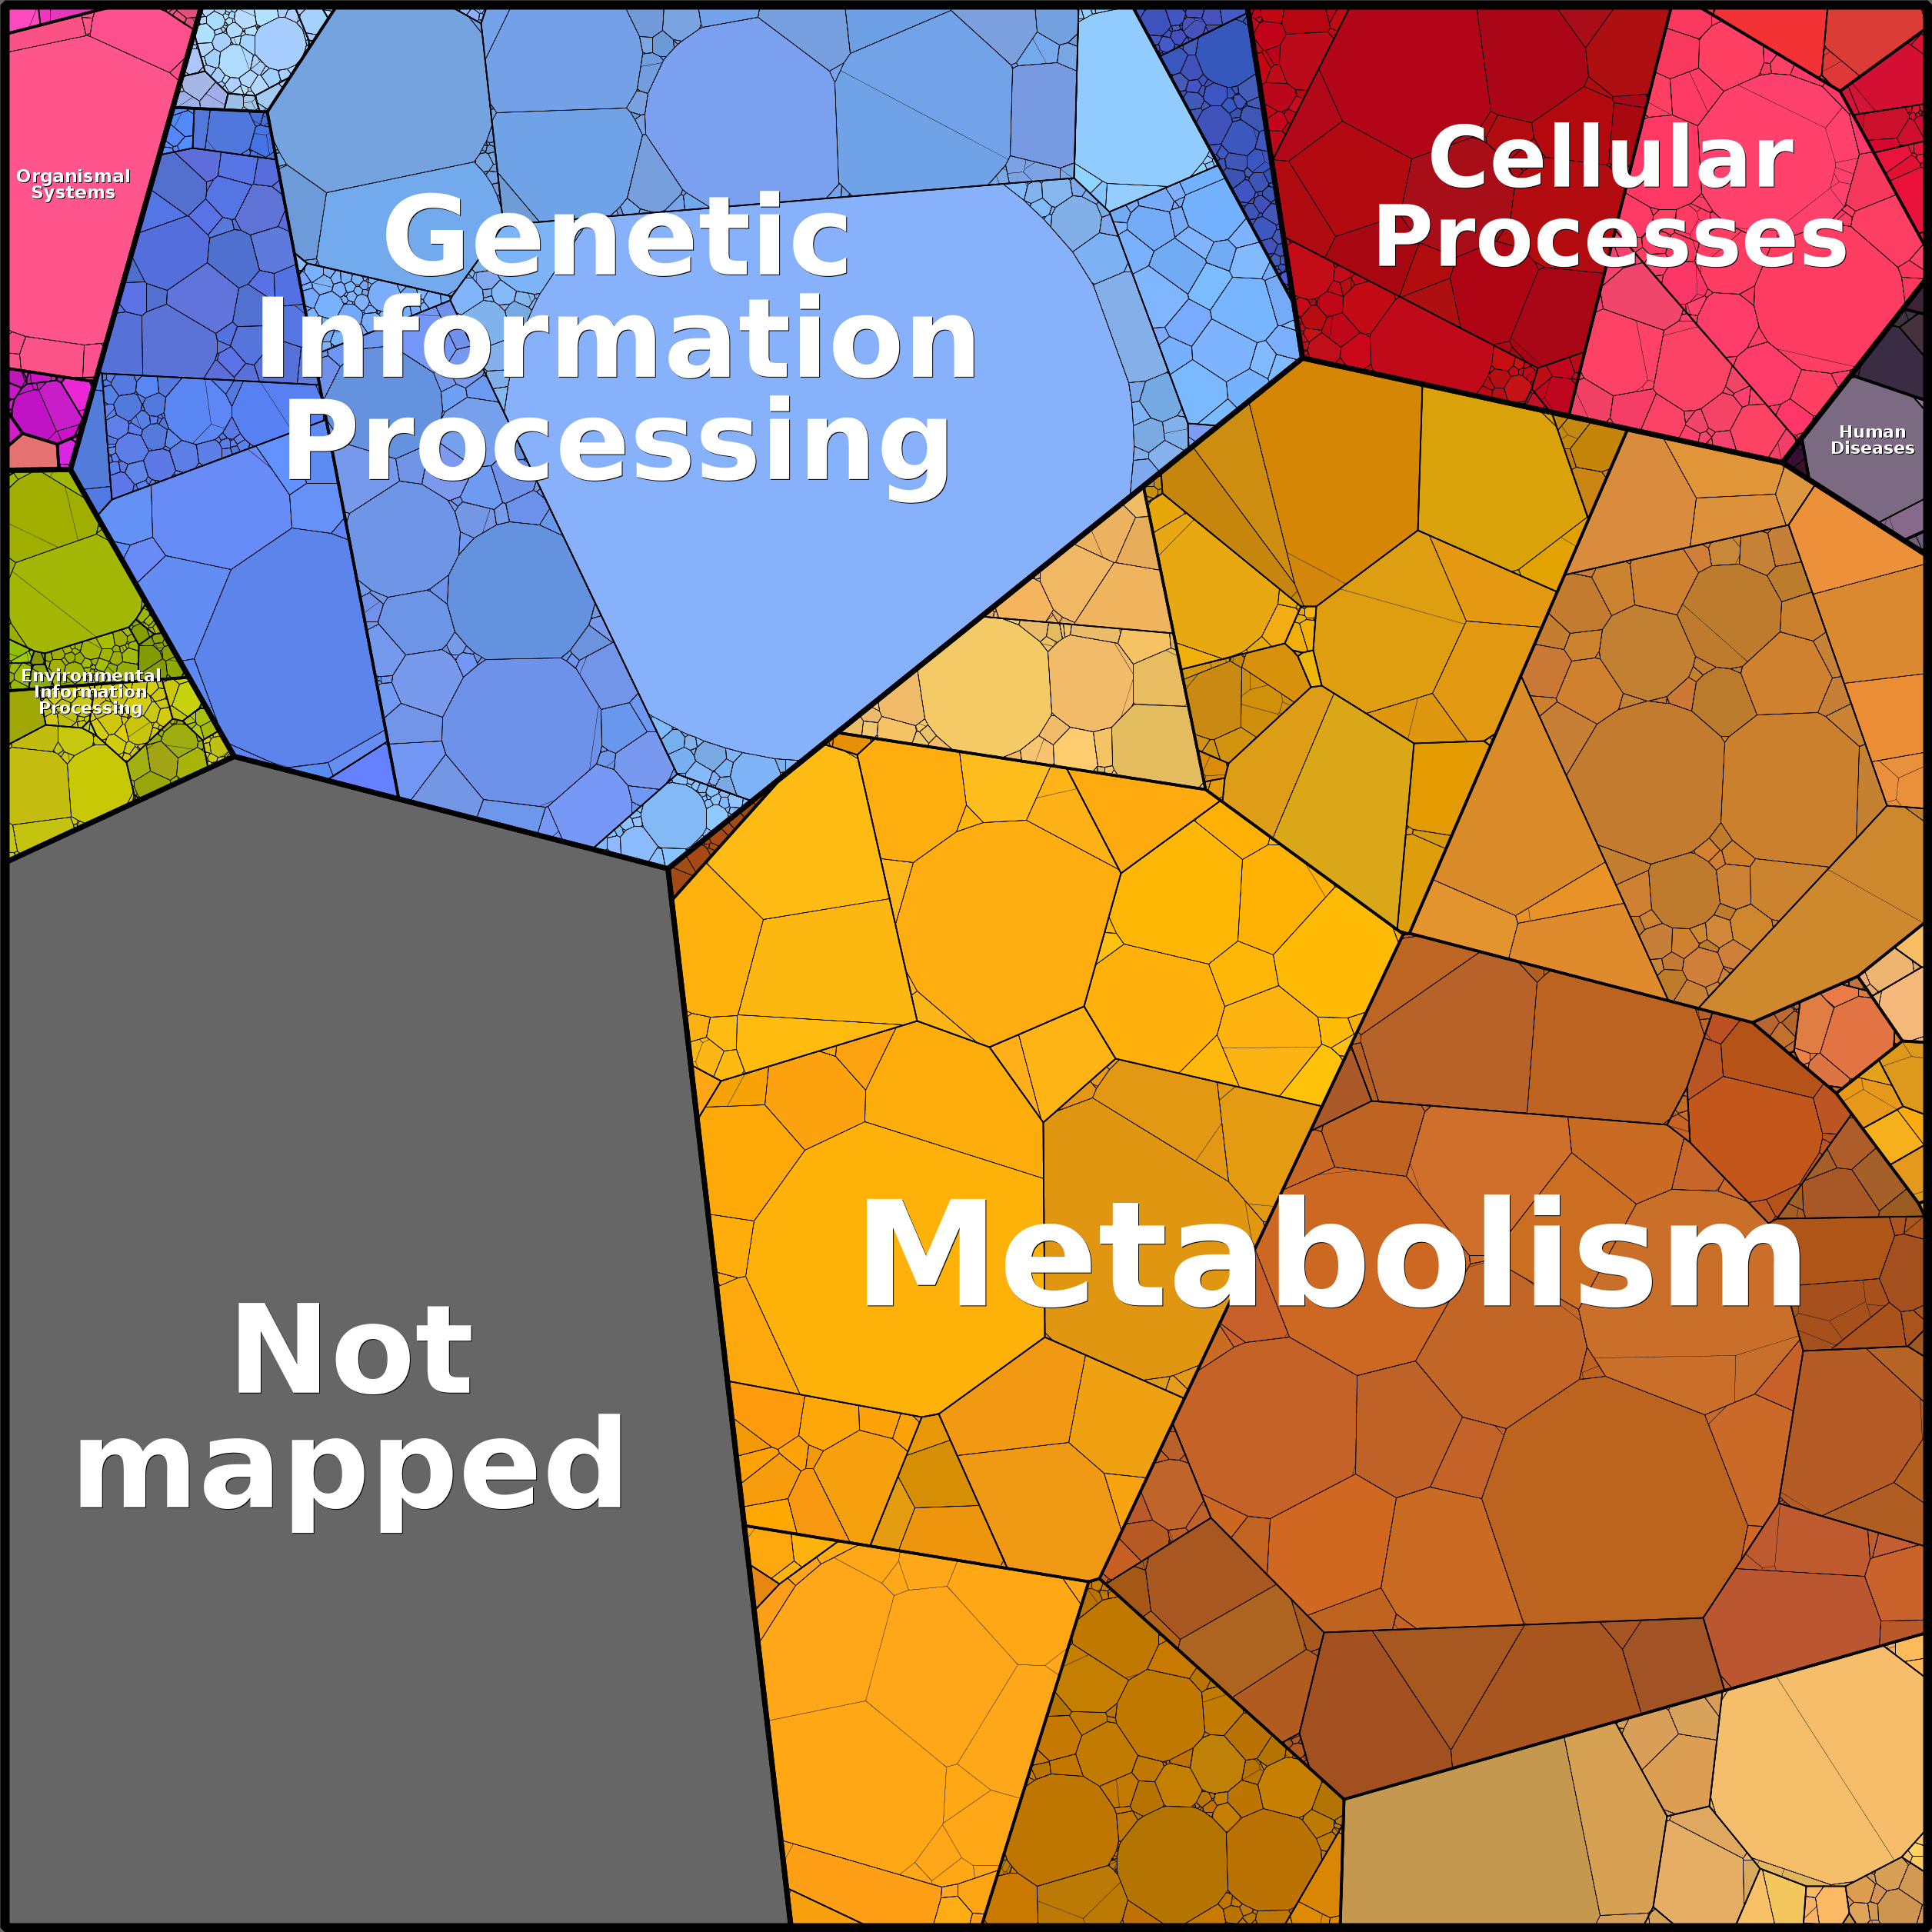 Organismal
Systems
Genetic
Information
Processing
Cellular
Processes
Human
Diseases
Environmental
Information
Processing
Metabolism
Not
mapped